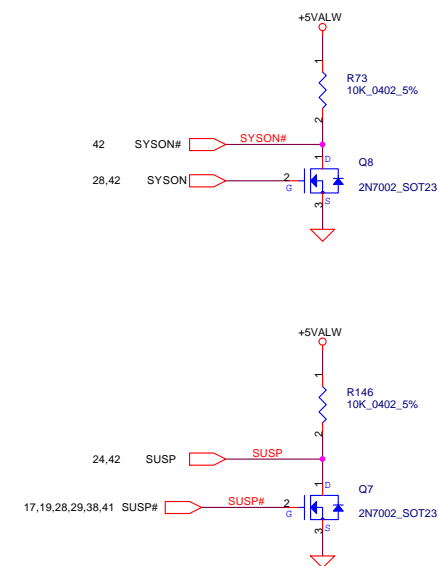 +5VALW
1
R73
10K_0402_5%
2
42 SYSON# SYSON#
1 D Q8
28,42 SYSON 2 G 2N7002_SOT23
3 S
+5VALW
1
R146
10K_0402_5%
2
24,42 SUSP SUSP
1 D Q7
17,19,28,29,38,41 SUSP# SUSP# 2 G 2N7002_SOT23
3 S